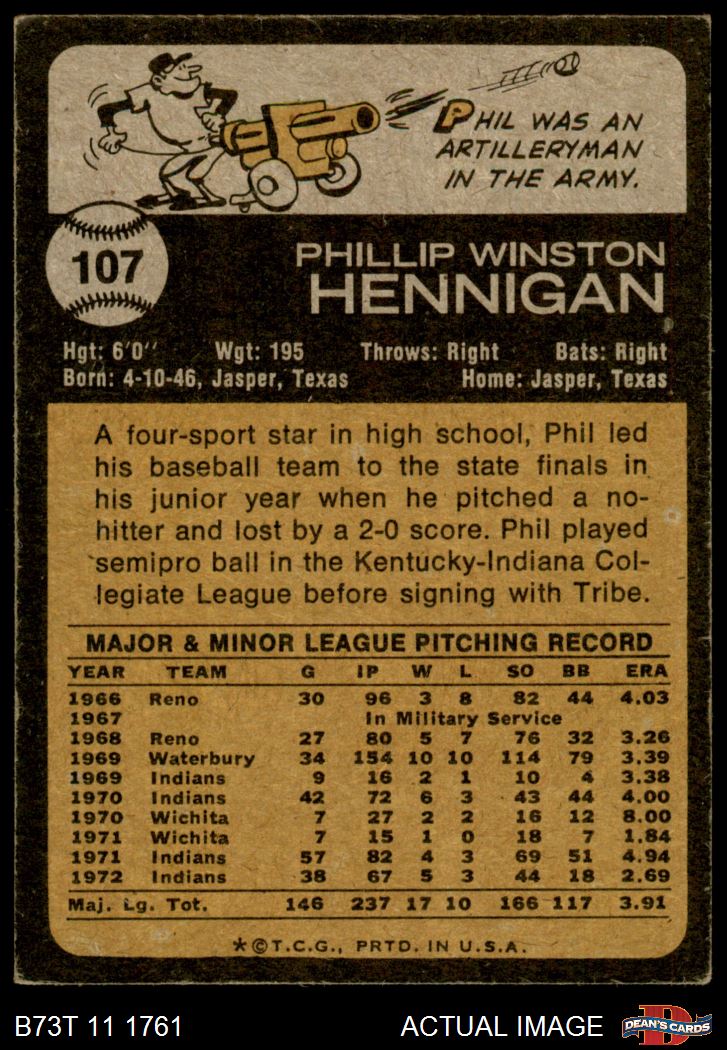 PHIL WAS AN
ARTILLERYMAN
IN THE ARMY.
107
PHILLIP WINSTON
HENNIGAN
Hgt: 6'0'' Wgt: 195 Throws: Right Bats: Right
Born: 4-10-46, Jasper, Texas Home: Jasper, Texas
A four-sport star in high school, Phil led
his baseball team to the state finals in
his junior year when he pitched a no-
hitter and lost by a 2-0 score. Phil played
semipro ball in the Kentucky-Indiana Col-
legiate League before signing with Tribe.
MAJOR & MINOR LEAGUE PITCHING RECORD
YEAR TEAM G IP W L SO BB ERA
1966 Reno 30 96 3 8 82 44 4.03
1967 In Military Service
1968 Reno 27 80 5 7 76 32 3.26
1969 Waterbury 34 154 10 10 114 79 3.39
1969 Indians 9 16 2 1 10 4 3.38
1970 Indians 42 72 6 3 43 44 4.00
1970 Wichita 7 27 2 2 16 12 8.00
1971 Wichita 7 15 1 0 18 7 1.84
1971 Indians 57 82 4 3 69 51 4.94
1972 Indians 38 67 5 3 44 18 2.69
Maj. Lg. Tot. 146 237 17 10 166 117 3.91
*©T.C.G., PRTD. IN U.S.A.
B73T 11 1761 ACTUAL IMAGE D DEAN'S CARDS